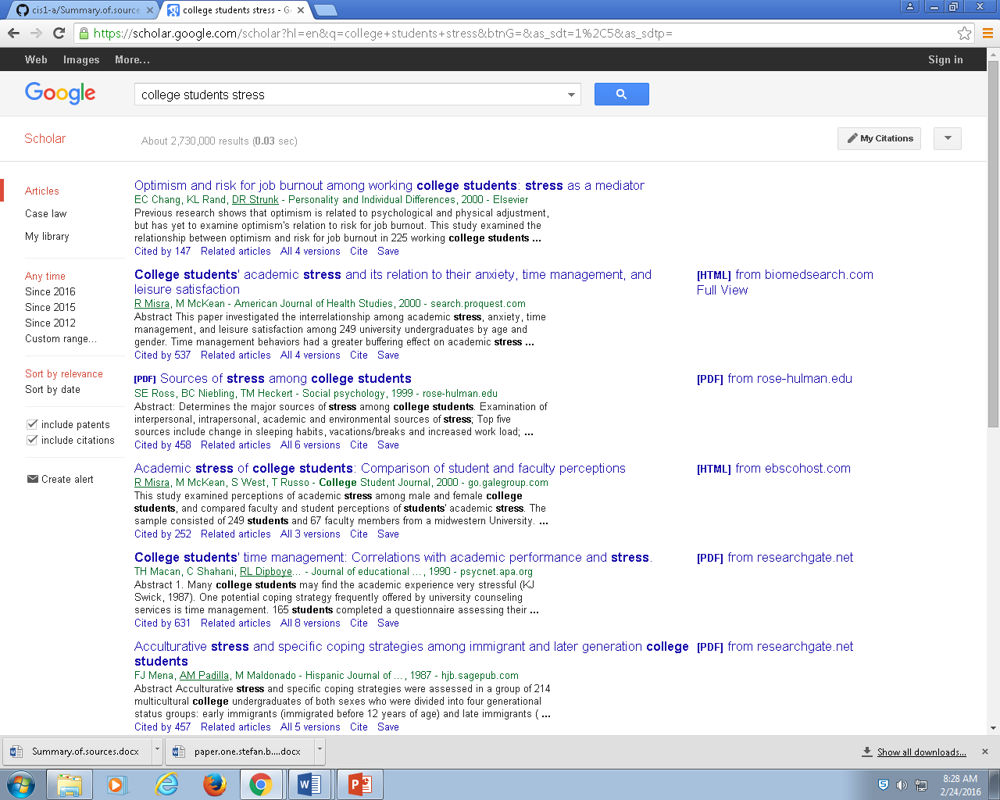 cis1-a/Summary.of.source
college students stress - Go
https://scholar.google.com/scholar?hl=en&q=college+students+stress&btnG=&as_sdt=1%2C5&as_sdtp=
Web Images More... Sign in
Google college students stress
Scholar About 2,730,000 results (0.03 sec) My Citations
Articles
Case law
My library
Any time
Since 2016
Since 2015
Since 2012
Custom range...
Sort by relevance
Sort by date
include patents
include citations
Create alert
Optimism and risk for job burnout among working college students: stress as a mediator
EC Chang, KL Rand, DR Strunk - Personality and Individual Differences, 2000 - Elsevier
Previous research shows that optimism is related to psychological and physical adjustment,
but has yet to examine optimism's relation to risk for job burnout. This study examined the
relationship between optimism and risk for job burnout in 225 working college students ...
Cited by 147 Related articles All 4 versions Cite Save
College students' academic stress and its relation to their anxiety, time management, and
leisure satisfaction
R Misra, M McKean - American Journal of Health Studies, 2000 - search.proquest.com
Abstract This paper investigated the interrelationship among academic stress, anxiety, time
management, and leisure satisfaction among 249 university undergraduates by age and
gender. Time management behaviors had a greater buffering effect on academic stress ...
Cited by 537 Related articles All 4 versions Cite Save
[HTML] from biomedsearch.com
Full View
[PDF] Sources of stress among college students
SE Ross, BC Niebling, TM Heckert - Social psychology, 1999 - rose-hulman.edu
Abstract: Determines the major sources of stress among college students. Examination of
interpersonal, intrapersonal, academic and environmental sources of stress; Top five
sources include change in sleeping habits, vacations/breaks and increased work load; ...
Cited by 458 Related articles All 6 versions Cite Save
[PDF] from rose-hulman.edu
Academic stress of college students: Comparison of student and faculty perceptions
R Misra, M McKean, S West, T Russo - College Student Journal, 2000 - go.galegroup.com
This study examined perceptions of academic stress among male and female college
students, and compared faculty and student perceptions of students' academic stress. The
sample consisted of 249 students and 67 faculty members from a midwestern University. ...
Cited by 252 Related articles All 3 versions Cite Save
[HTML] from ebscohost.com
College students' time management: Correlations with academic performance and stress.
TH Macan, C Shahani, RL Dipboye... - Journal of educational ..., 1990 - psycnet.apa.org
Abstract 1. Many college students may find the academic experience very stressful (KJ
Swick, 1987). One potential coping strategy frequently offered by university counseling
services is time management. 165 students completed a questionnaire assessing their ...
Cited by 631 Related articles All 8 versions Cite Save
[PDF] from researchgate.net
Acculturative stress and specific coping strategies among immigrant and later generation college
students
FJ Mena, AM Padilla, M Maldonado - Hispanic Journal of ..., 1987 - hjb.sagepub.com
Abstract Acculturative stress and specific coping strategies were assessed in a group of 214
multicultural college undergraduates of both sexes who were divided into four generational
status groups: early immigrants (immigrated before 12 years of age) and late immigrants ( ...
Cited by 457 Related articles All 5 versions Cite Save
[PDF] from researchgate.net
Summary.of.sources.docx paper.one.stefan.b....docx Show all downloads...
8:28 AM
2/24/2016